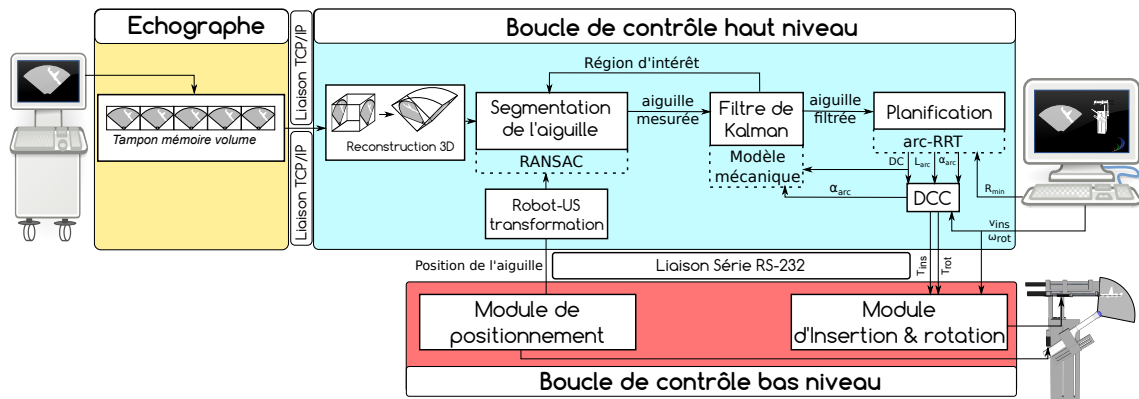 Echographe
Liaison TCP/IP
Boucle de contrôle haut niveau
Tampon mémoire volume
Liaison TCP/IP
Reconstruction 3D
Région d'intérêt
Segmentation
de l'aiguille
RANSAC
aiguille
mesurée
Filtre de
Kalman
Modèle
mécanique
aiguille
filtrée
Planification
arc-RRT
DC
Larc
αarc
Rmin
αarc
DCC
Robot-US
transformation
vins
ωrot
Position de l'aiguille
Liaison Série RS-232
Tins
Trot
Module de
positionnement
Module
d'Insertion & rotation
Boucle de contrôle bas niveau